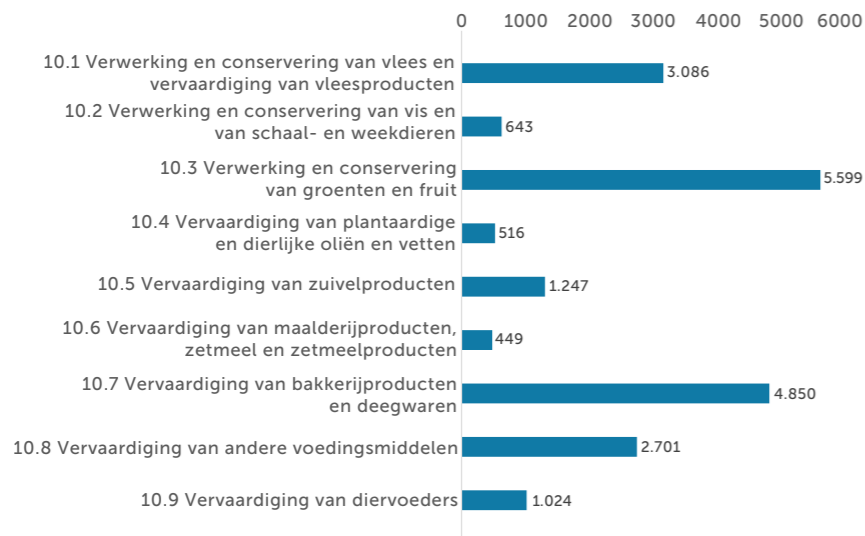 0 1000 2000 3000 4000 5000 6000
10.1 Verwerking en conservering van vlees en
vervaardiging van vleesproducten
3.086
10.2 Verwerking en conservering van vis en
van schaal- en weekdieren
643
10.3 Verwerking en conservering
van groenten en fruit
5.599
10.4 Vervaardiging van plantaardige
en dierlijke oliën en vetten
516
10.5 Vervaardiging van zuivelproducten
1.247
10.6 Vervaardiging van maalderijproducten,
zetmeel en zetmeelproducten
449
10.7 Vervaardiging van bakkerijproducten
en deegwaren
4.850
10.8 Vervaardiging van andere voedingsmiddelen
2.701
10.9 Vervaardiging van diervoeders
1.024